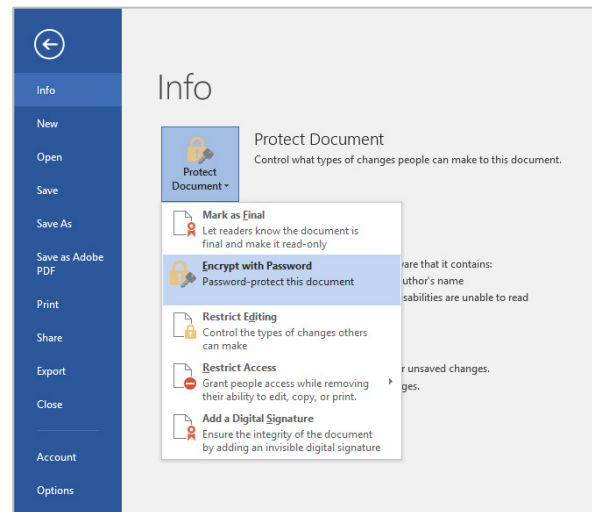 Info
New
Open
Save
Save As
Save as Adobe
PDF
Print
Share
Export
Close
Account
Options
Info
Protect
Document
Protect Document
Control what types of changes people can make to this document.
Mark as Final
Let readers know the document is
final and make it read-only
Encrypt with Password
Password-protect this document
Restrict Editing
Control the types of changes others
can make
Restrict Access
Grant people access while removing
their ability to edit, copy, or print.
Add a Digital Signature
Ensure the integrity of the document
by adding an invisible digital signature
that it contains:
name
are unable to read
unsaved changes.